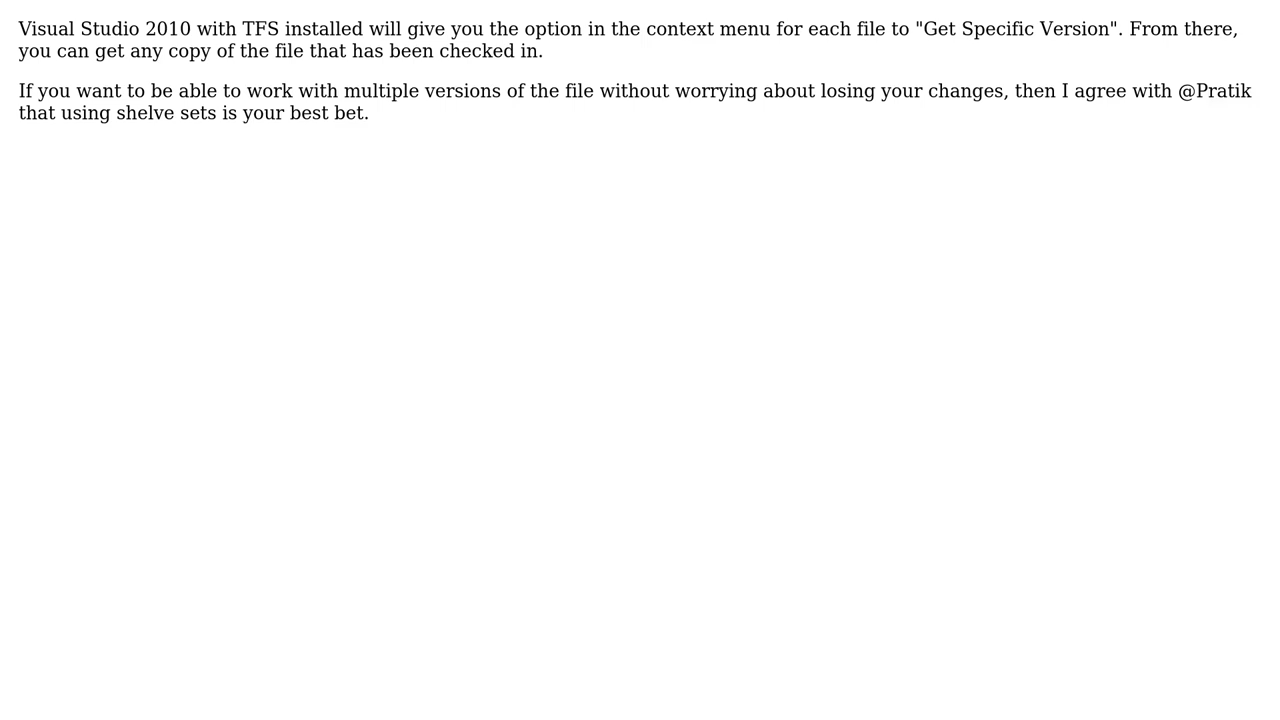 Visual Studio 2010 with TFS installed will give you the option in the context menu for each file to "Get Specific Version". From there,
you can get any copy of the file that has been checked in.
If you want to be able to work with multiple versions of the file without worrying about losing your changes, then I agree with @Pratik
that using shelve sets is your best bet.